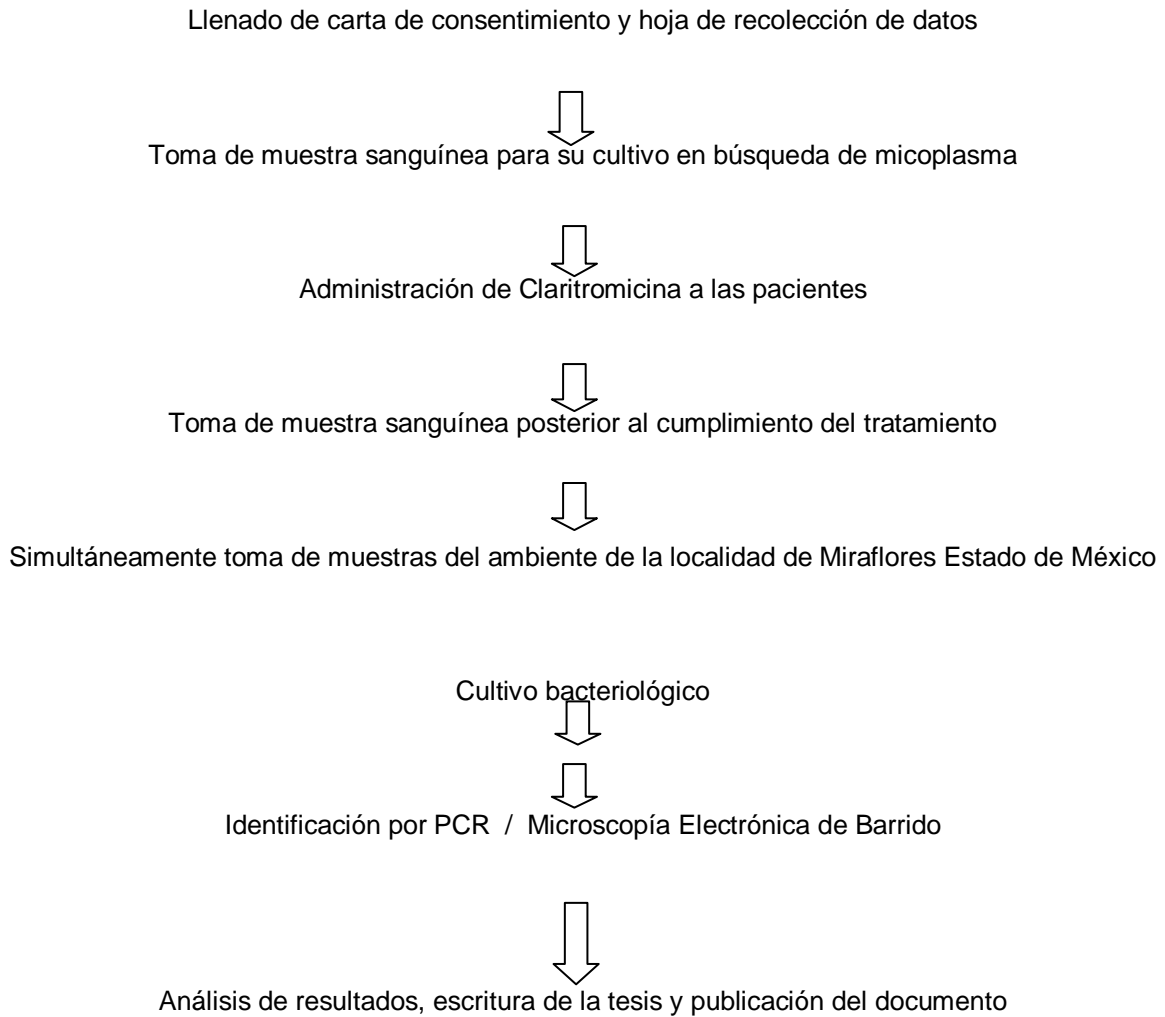 Llenado de carta de consentimiento y hoja de recolección de datos
Toma de muestra sanguínea para su cultivo en búsqueda de micoplasma
Administración de Claritromicina a las pacientes
Toma de muestra sanguínea posterior al cumplimiento del tratamiento
Simultáneamente toma de muestras del ambiente de la localidad de Miraflores Estado de México
Cultivo bacteriológico
Identificación por PCR / Microscopía Electrónica de Barrido
Análisis de resultados, escritura de la tesis y publicación del documento